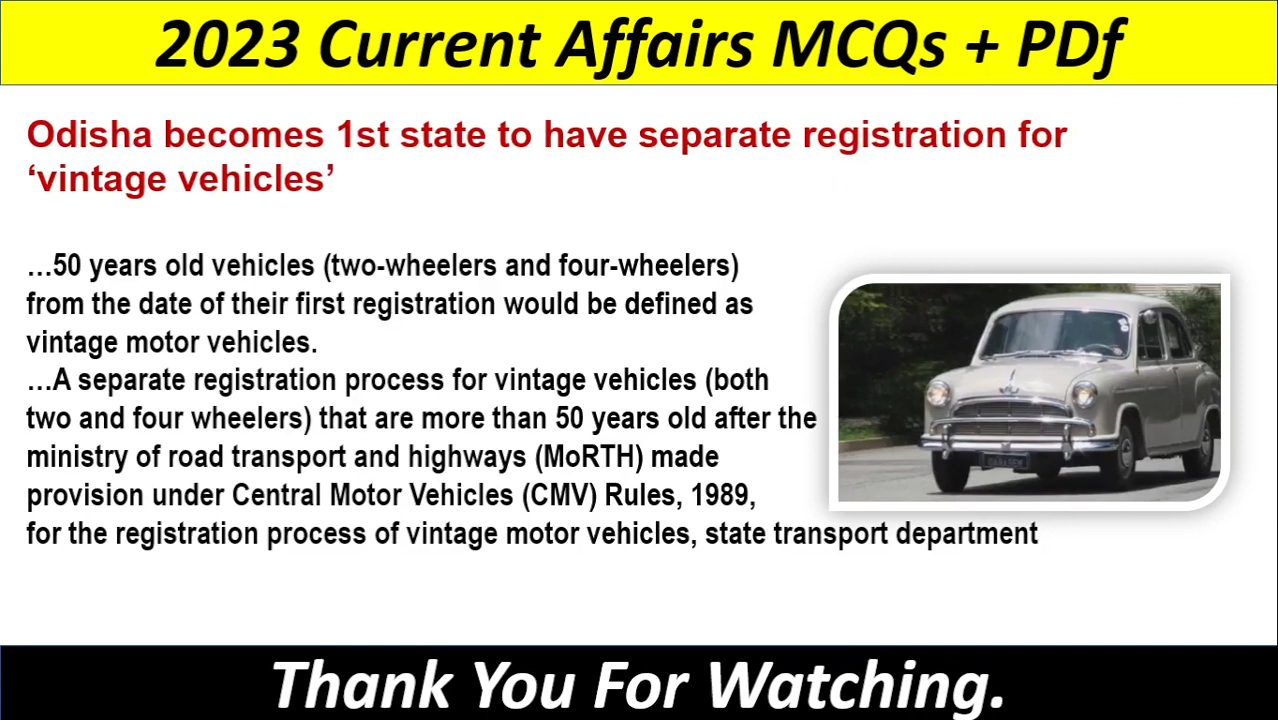 2023 Current Affairs MCQs + PDf
Odisha becomes 1st state to have separate registration for
‘vintage vehicles’
…50 years old vehicles (two-wheelers and four-wheelers)
from the date of their first registration would be defined as
vintage motor vehicles.
…A separate registration process for vintage vehicles (both
two and four wheelers) that are more than 50 years old after the
ministry of road transport and highways (MoRTH) made
provision under Central Motor Vehicles (CMV) Rules, 1989,
for the registration process of vintage motor vehicles, state transport department
Thank You For Watching.